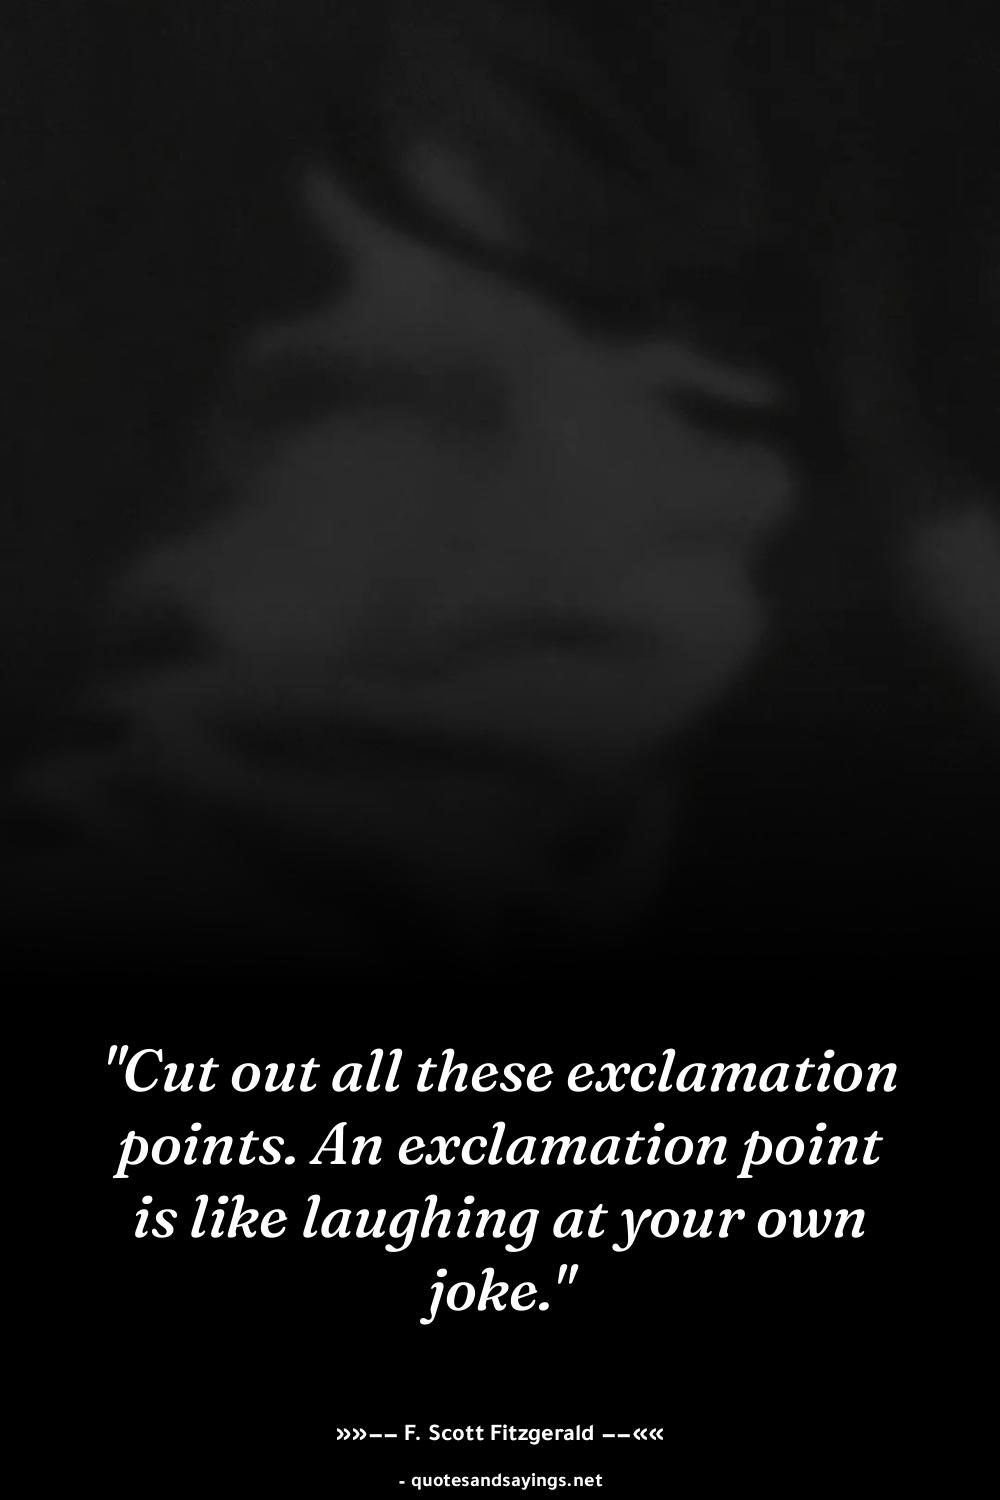 "Cut out all these exclamation
points. An exclamation point
is like laughing at your own
joke."
»»–– F. Scott Fitzgerald ––««
- quotesandsayings.net